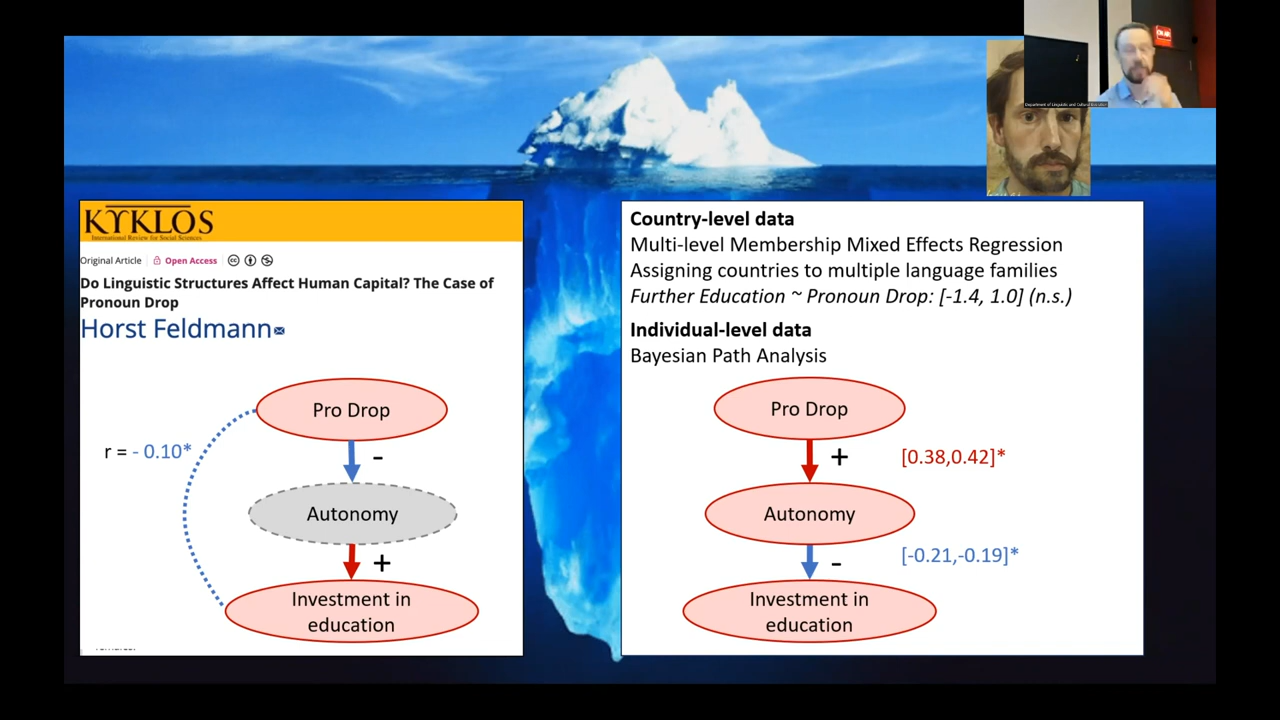 KYKLOS
International Review for Social Sciences
Original Article Open Access
Do Linguistic Structures Affect Human Capital? The Case of
Pronoun Drop
Horst Feldmann
Pro Drop
r = - 0.10*
-
Autonomy
+
Investment in
education
Country-level data
Multi-level Membership Mixed Effects Regression
Assigning countries to multiple language families
Further Education ~ Pronoun Drop: [-1.4, 1.0] (n.s.)
Individual-level data
Bayesian Path Analysis
Pro Drop
+ [0.38,0.42]*
Autonomy
- [-0.21,-0.19]*
Investment in
education